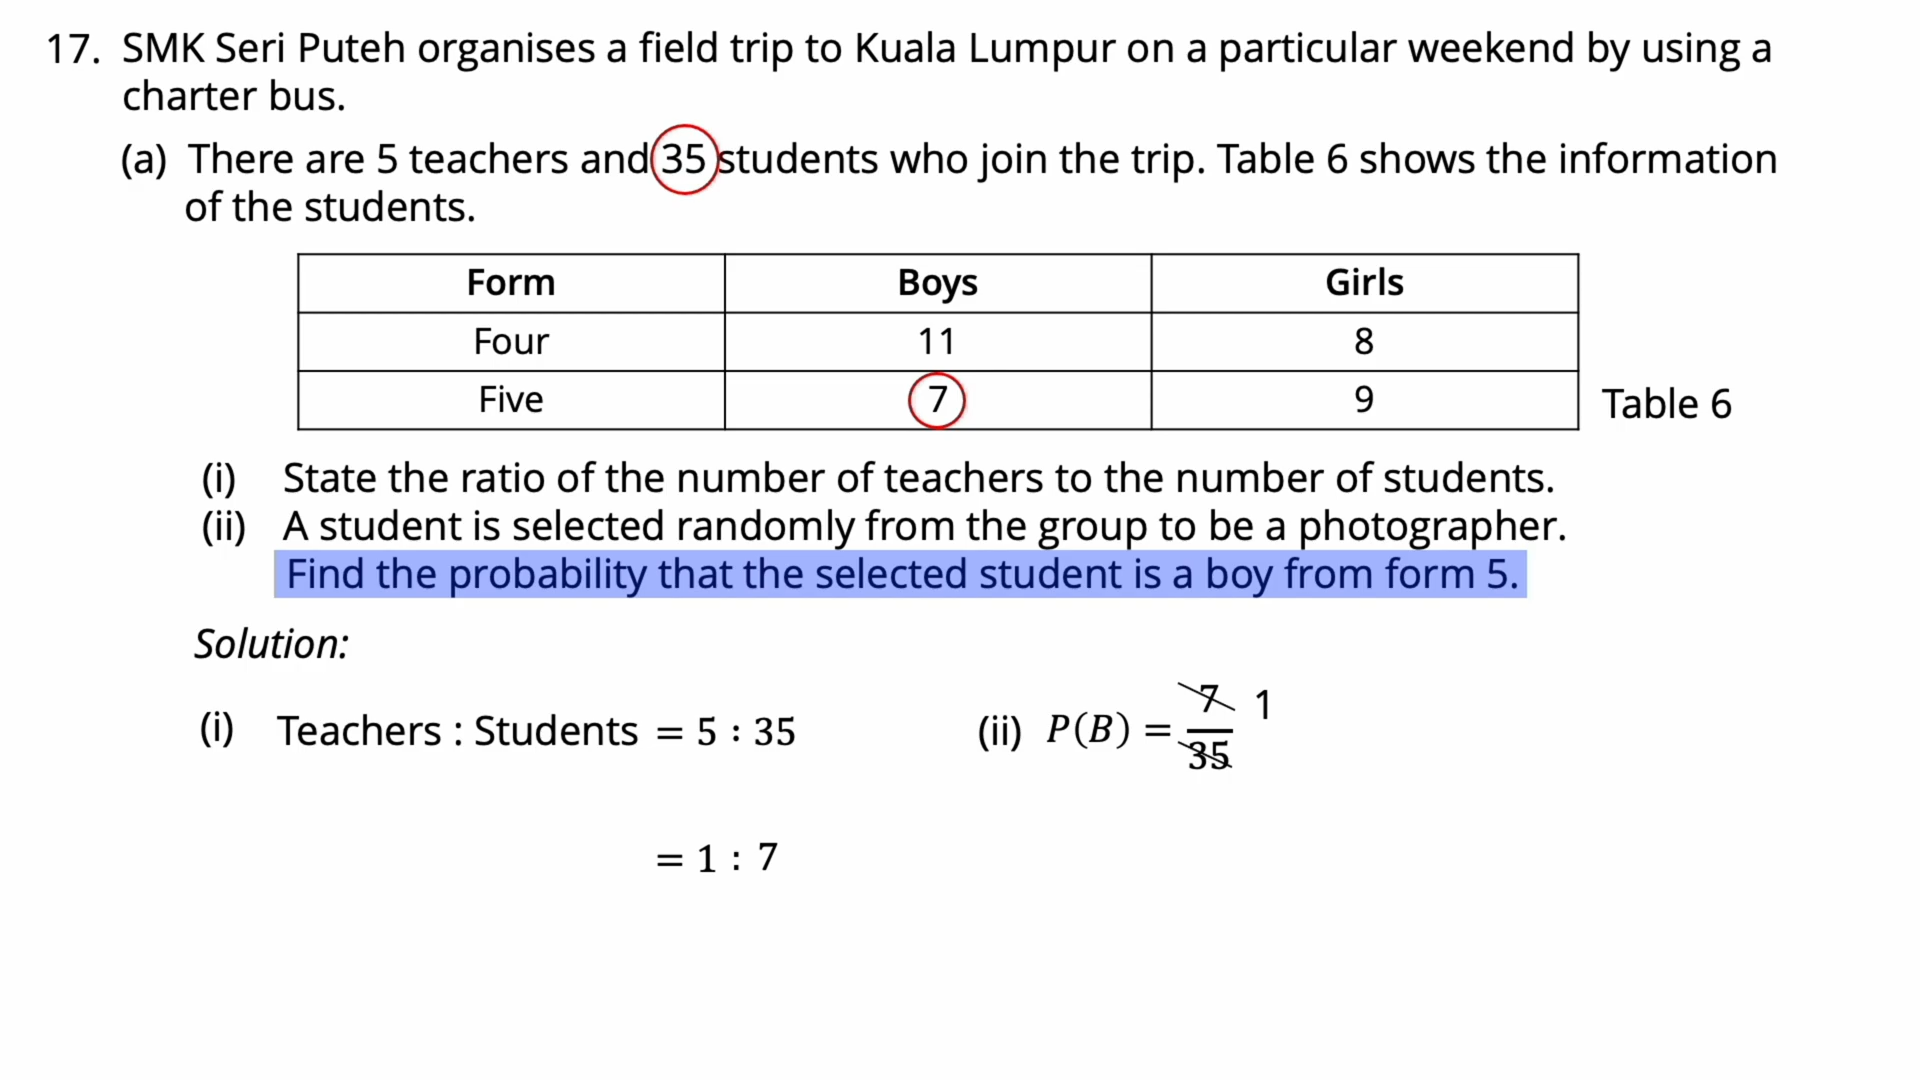 17. SMK Seri Puteh organises a field trip to Kuala Lumpur on a particular weekend by using a
charter bus.
(a) There are 5 teachers and 35 students who join the trip. Table 6 shows the information
of the students.
Form Boys Girls
Four 11 8
Five 7 9
Table 6
(i) State the ratio of the number of teachers to the number of students.
(ii) A student is selected randomly from the group to be a photographer.
Find the probability that the selected student is a boy from form 5.
Solution:
(i) Teachers : Students = 5 : 35
= 1 : 7
(ii) P(B) = 7/35 1